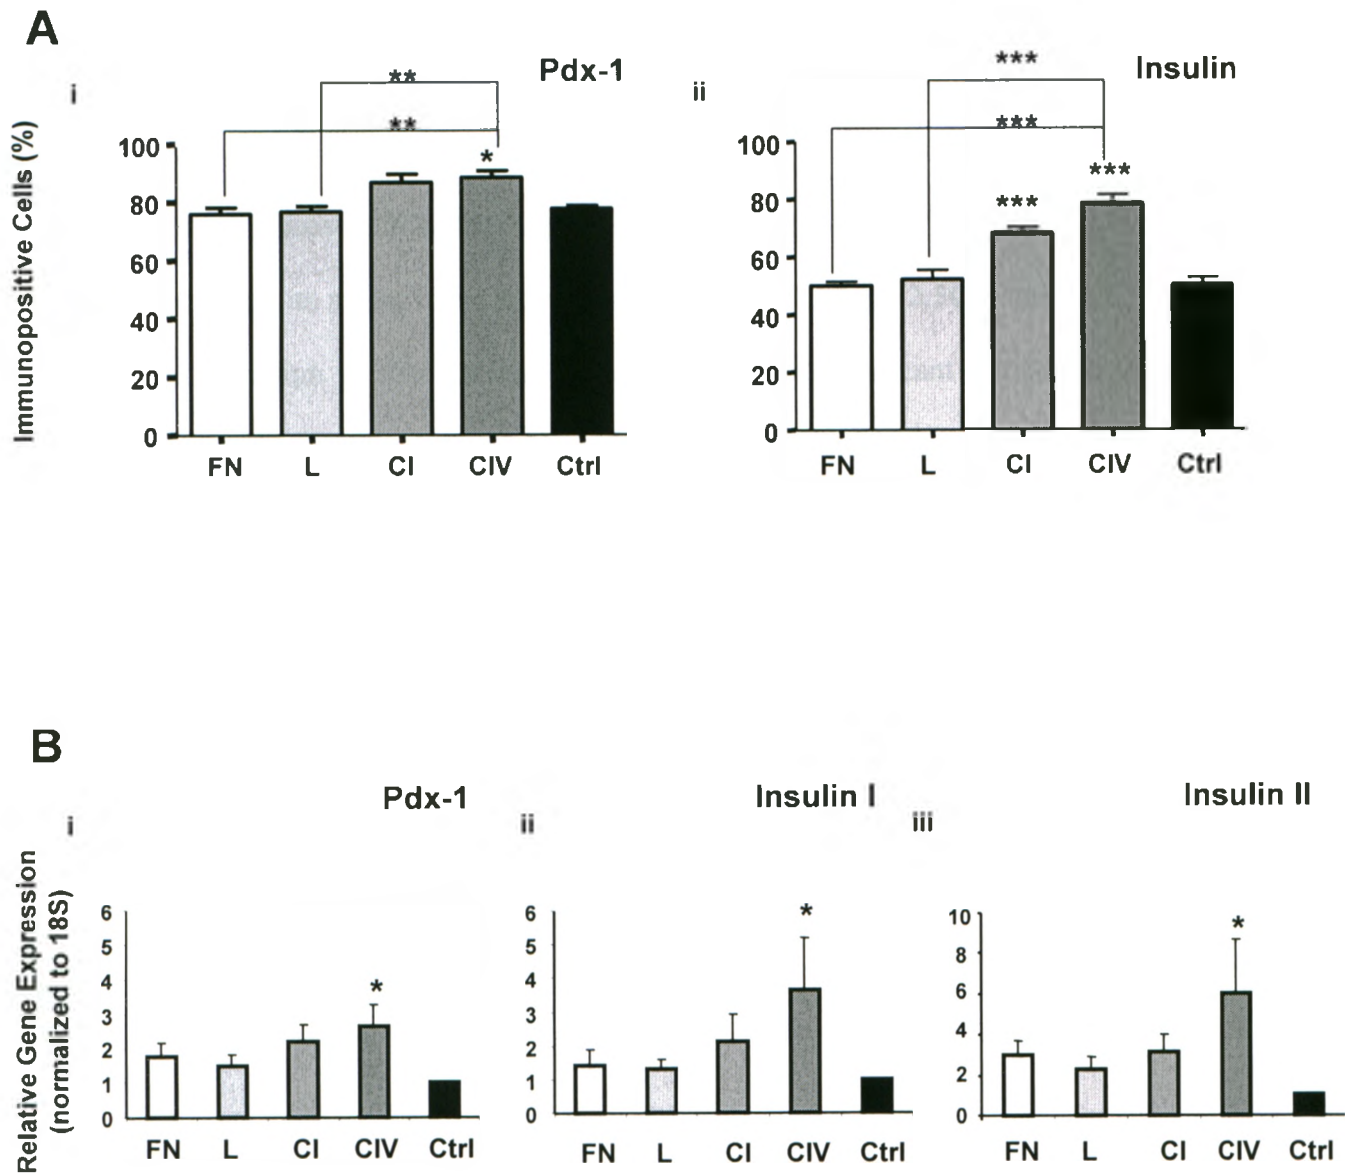 A
i
Pdx-1
**
**
*
Immunopositive Cells (%)
100
80
60
40
20
0
FN L CI CIV Ctrl
ii
Insulin
***
***
***
***
100
80
60
40
20
0
FN L CI CIV Ctrl
B
i
Pdx-1
Relative Gene Expression
(normalized to 18S)
6
5
4
3
2
1
0
*
FN L CI CIV Ctrl
ii
Insulin I
6
5
4
3
2
1
0
*
FN L CI CIV Ctrl
iii
Insulin II
10
8
6
4
2
0
*
FN L CI CIV Ctrl